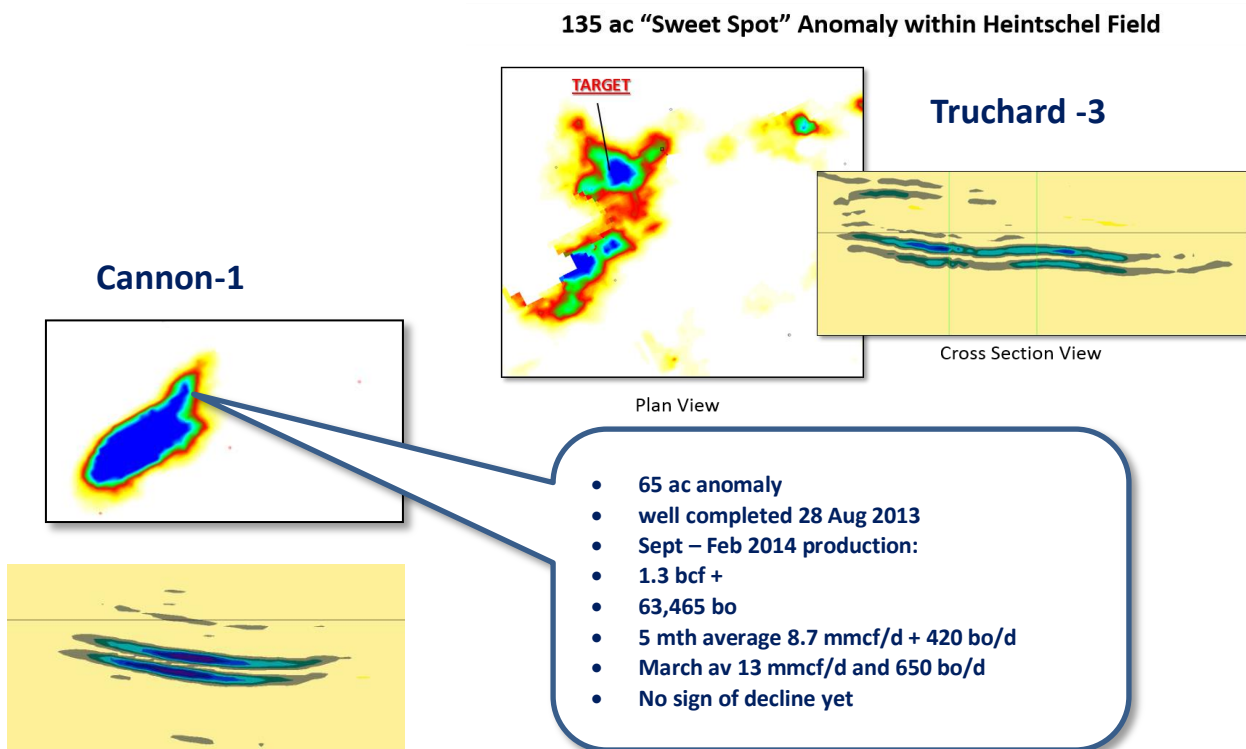 135 ac “Sweet Spot” Anomaly within Heintschel Field
TARGET
Truchard -3
Cross Section View
Plan View
Cannon-1
• 65 ac anomaly
• well completed 28 Aug 2013
• Sept – Feb 2014 production:
• 1.3 bcf +
• 63,465 bo
• 5 mth average 8.7 mmcf/d + 420 bo/d
• March av 13 mmcf/d and 650 bo/d
• No sign of decline yet